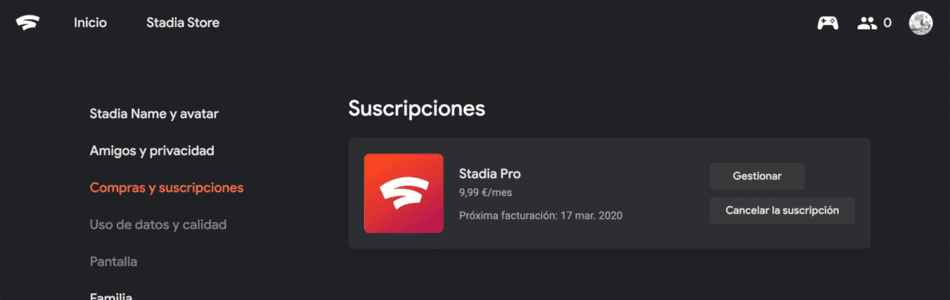 Inicio
Stadia Store
0
Stadia Name y avatar
Amigos y privacidad
Compras y suscripciones
Uso de datos y calidad
Pantalla
Familia
Suscripciones
Stadia Pro
9,99 €/mes
Próxima facturación: 17 mar. 2020
Gestionar
Cancelar la suscripción